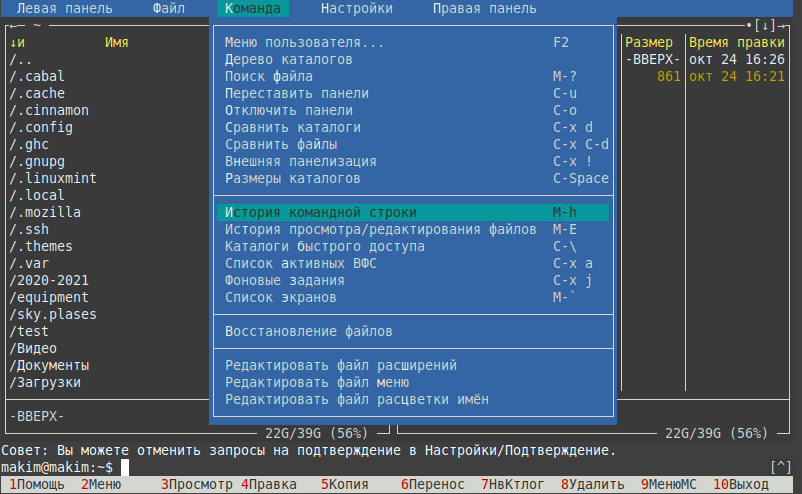 Левая панель Файл Команда Настройки Правая панель
←─ ~ •[↓]→
↓и Имя Размер Время правки
/.. -ВВЕРХ- окт 24 16:26
/.cabal 861 окт 24 16:21
/.cache
/.cinnamon
/.config
/.ghc
/.gnupg
/.linuxmint
/.local
/.mozilla
/.ssh
/.themes
/.var
/2020-2021
/equipment
/sky.plases
/test
/Видео
/Документы
/Загрузки
-ВВЕРХ-
22G/39G (56%) 22G/39G (56%)
Меню пользователя... F2
Дерево каталогов
Поиск файла M-?
Переставить панели C-u
Отключить панели C-o
Сравнить каталоги C-x d
Сравнить файлы C-x C-d
Внешняя панелизация C-x !
Размеры каталогов C-Space
История командной строки M-h
История просмотра/редактирования файлов M-E
Каталоги быстрого доступа C-\
Список активных ВФС C-x a
Фоновые задания C-x j
Список экранов M-`
Восстановление файлов
Редактировать файл расширений
Редактировать файл меню
Редактировать файл расцветки имён
Совет: Вы можете отменить запросы на подтверждение в Настройки/Подтверждение.
makim@makim:~$ [^]
1Помощь 2Меню 3Просмотр 4Правка 5Копия 6Перенос 7НвКтлог 8Удалить 9МенюМС 10Выход